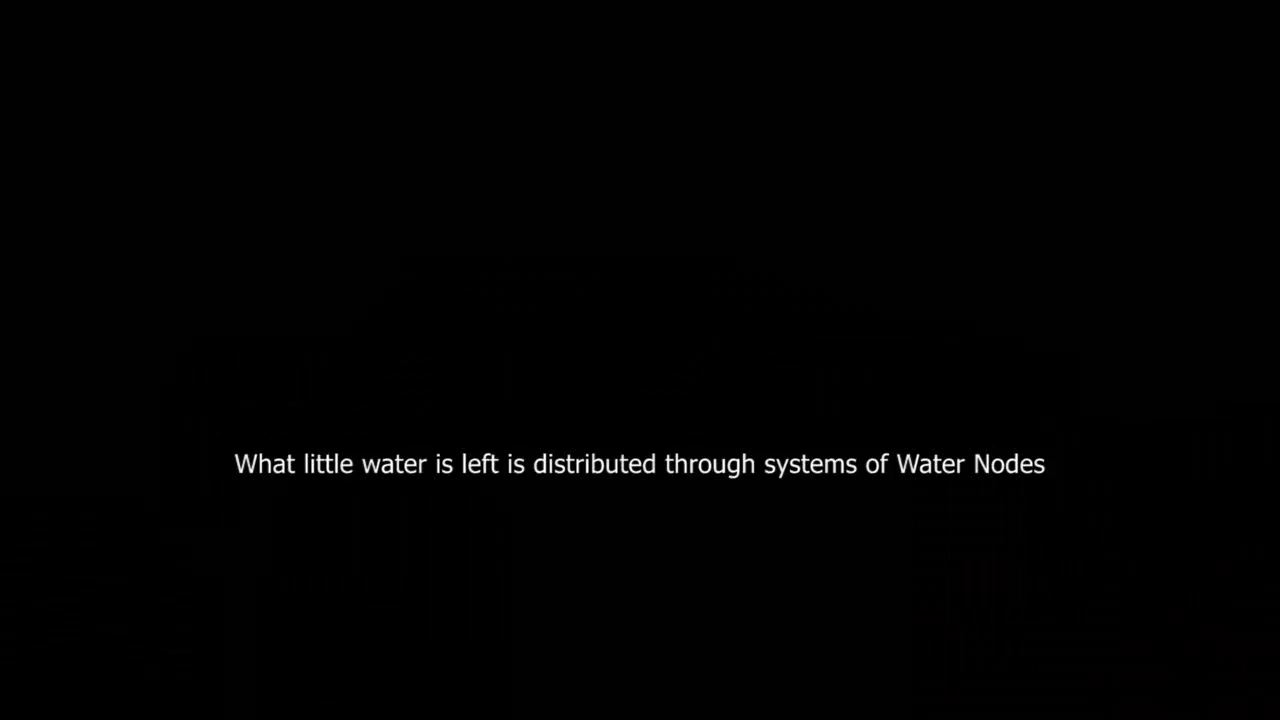 What little water is left is distributed through systems of Water Nodes